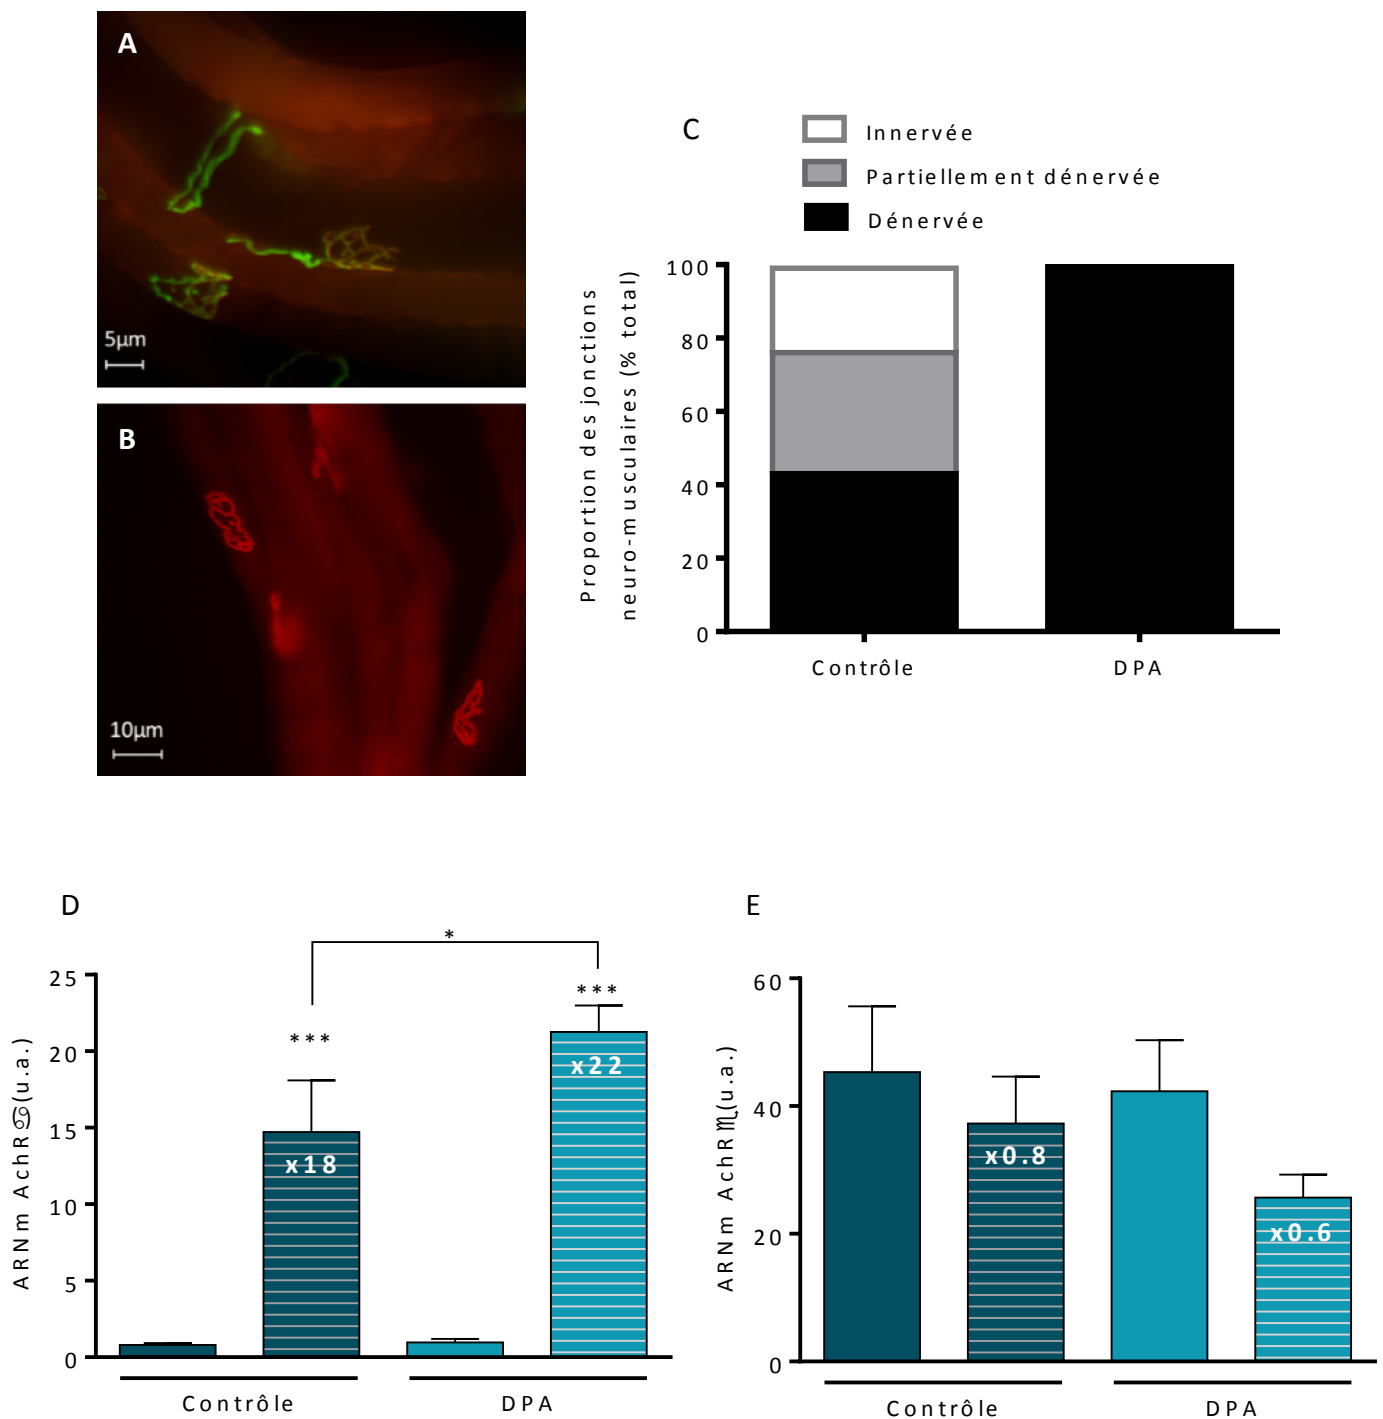 A
5µm
B
10µm
C
Innervée
Partiellement dénervée
Dénervée
Proportion des jonctions
neuro-musculaires (% total)
100
80
60
40
20
0
Contrôle
DPA
D
*
***
***
x18
x22
ARNm AchR♋(u.a.)
25
20
15
10
5
0
Contrôle
DPA
E
ARNm AchR♏(u.a.)
60
40
20
0
x0.8
x0.6
Contrôle
DPA